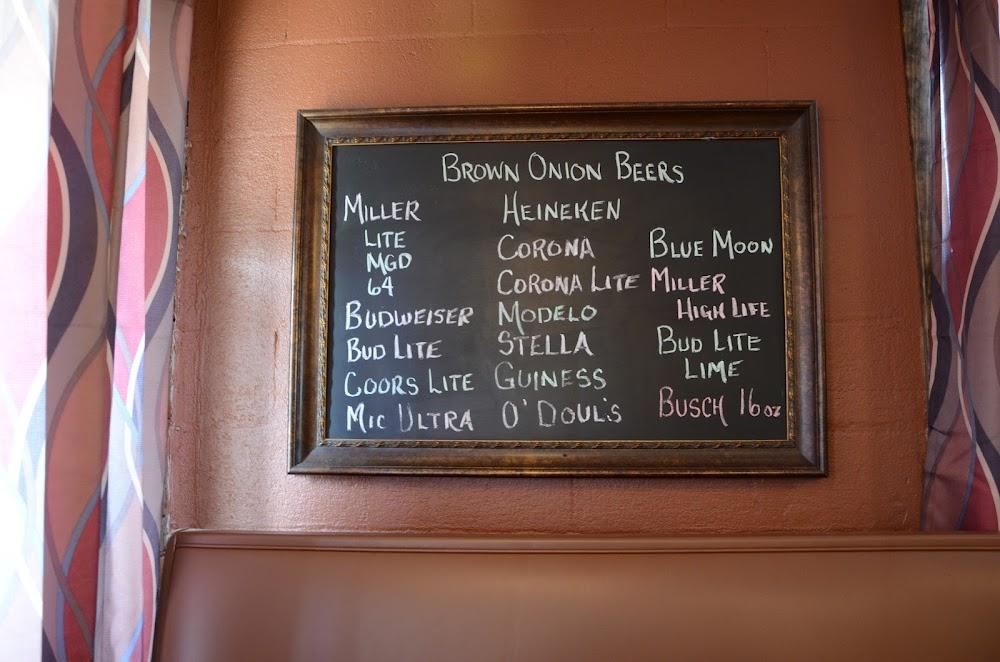 BROWN ONION BEERS
MILLER
LITE
MGD
64
BUDWEISER
BUD LITE
COORS LITE
MIC ULTRA
HEINEKEN
CORONA
CORONA LITE
MODELO
STELLA
GUINESS
O'DOUL'S
BLUE MOON
MILLER
HIGH LIFE
BUD LITE
LIME
BUSCH 16oz